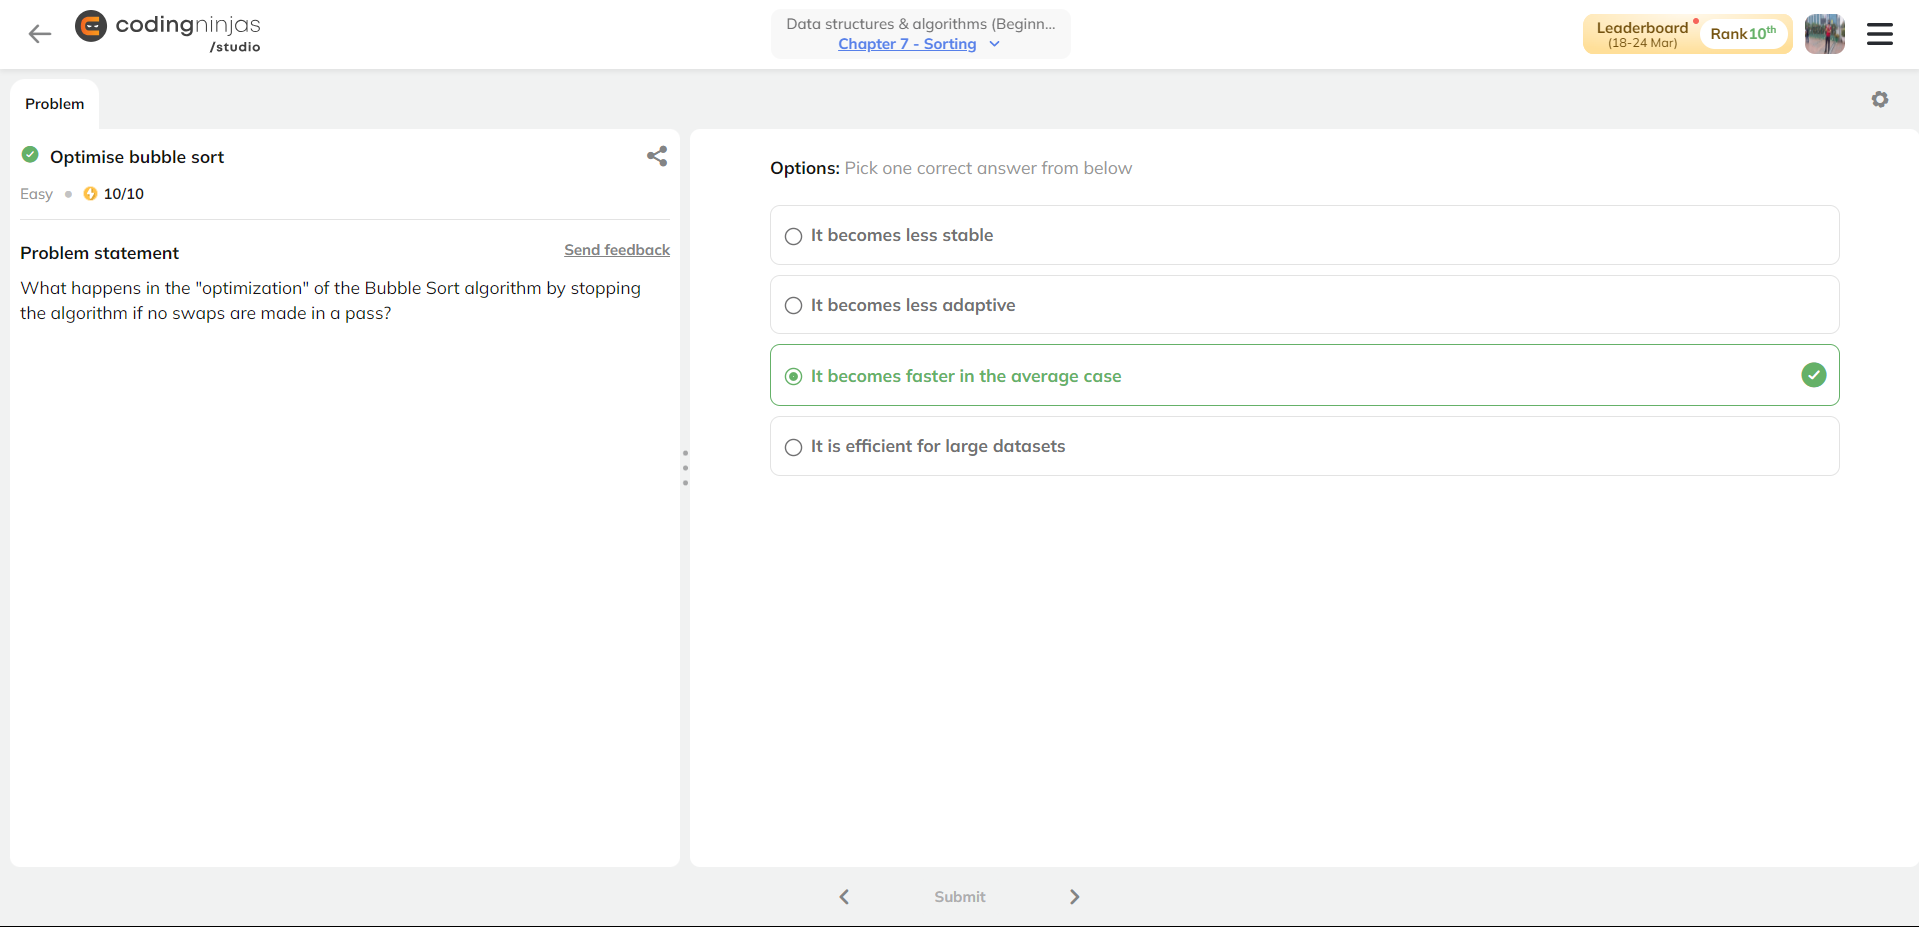 codingninjas
/studio
Data structures & algorithms (Beginn...
Chapter 7 - Sorting
Leaderboard
(18-24 Mar)
Rank 10th
Problem
Optimise bubble sort
Easy
10/10
Problem statement
Send feedback
What happens in the "optimization" of the Bubble Sort algorithm by stopping
the algorithm if no swaps are made in a pass?
Options: Pick one correct answer from below
It becomes less stable
It becomes less adaptive
It becomes faster in the average case
It is efficient for large datasets
Submit